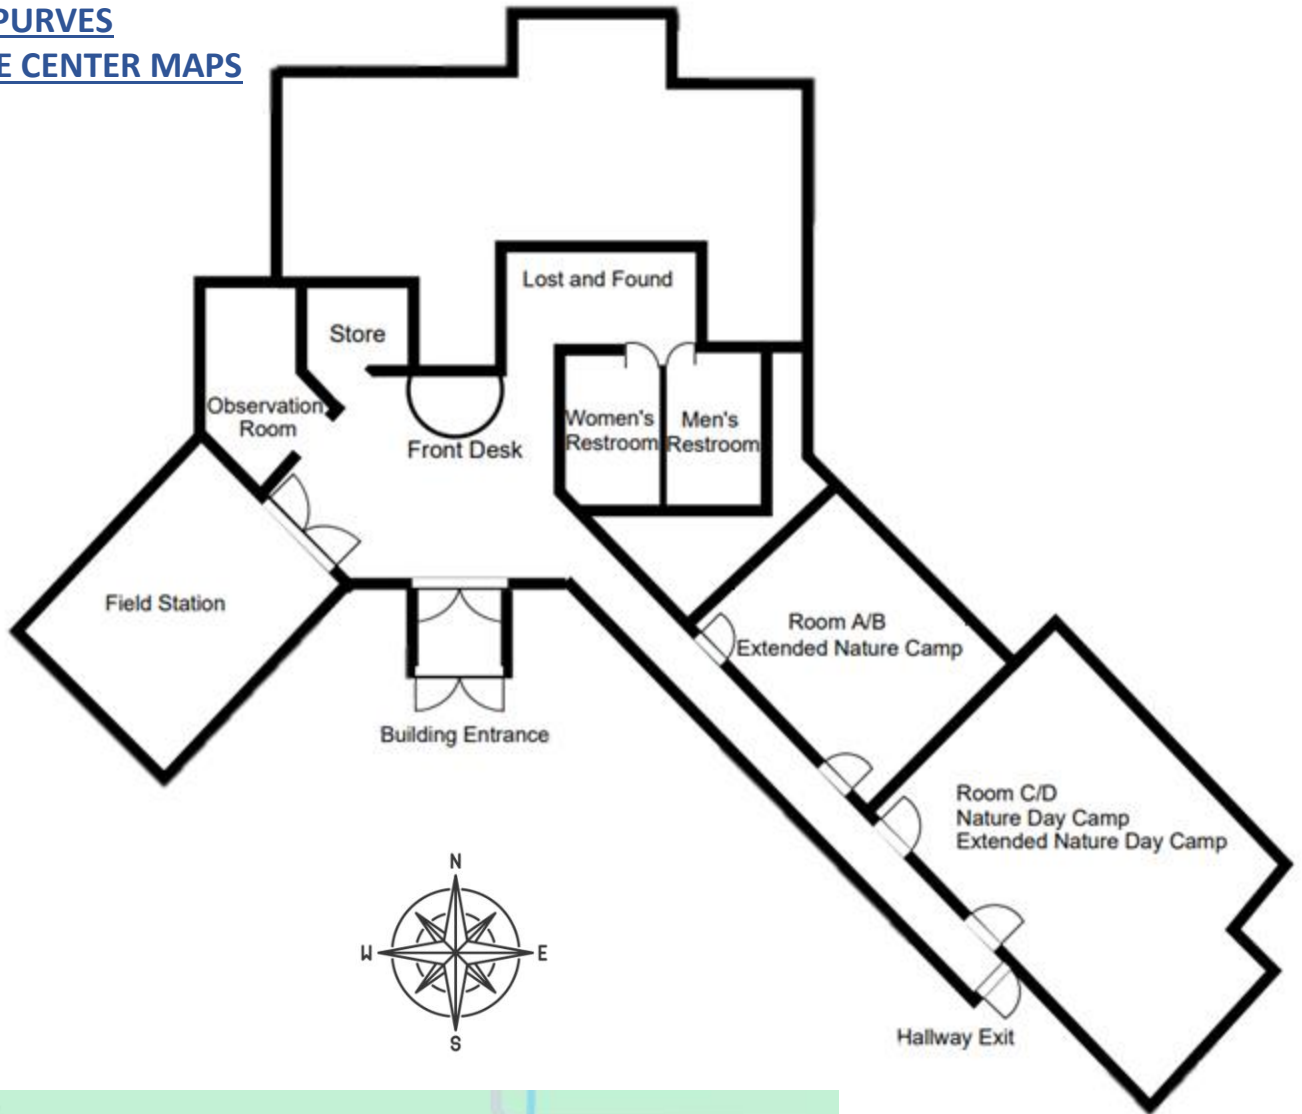 PURVES
E CENTER MAPS
Lost and Found
Store
Observation
Room
Front Desk
Women's
Restroom
Men's
Restroom
Field Station
Building Entrance
Room A/B
Extended Nature Camp
Room C/D
Nature Day Camp
Extended Nature Day Camp
Hallway Exit
N
W
E
S